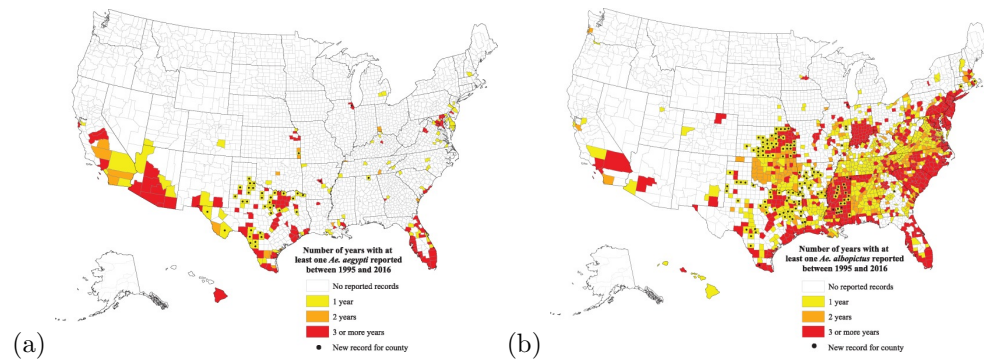 Number of years with at
least one Ae. aegypti reported
between 1995 and 2016
No reported records
1 year
2 years
3 or more years
New record for county
(a)
Number of years with at
least one Ae. albopictus reported
between 1995 and 2016
No reported records
1 year
2 years
3 or more years
New record for county
(b)